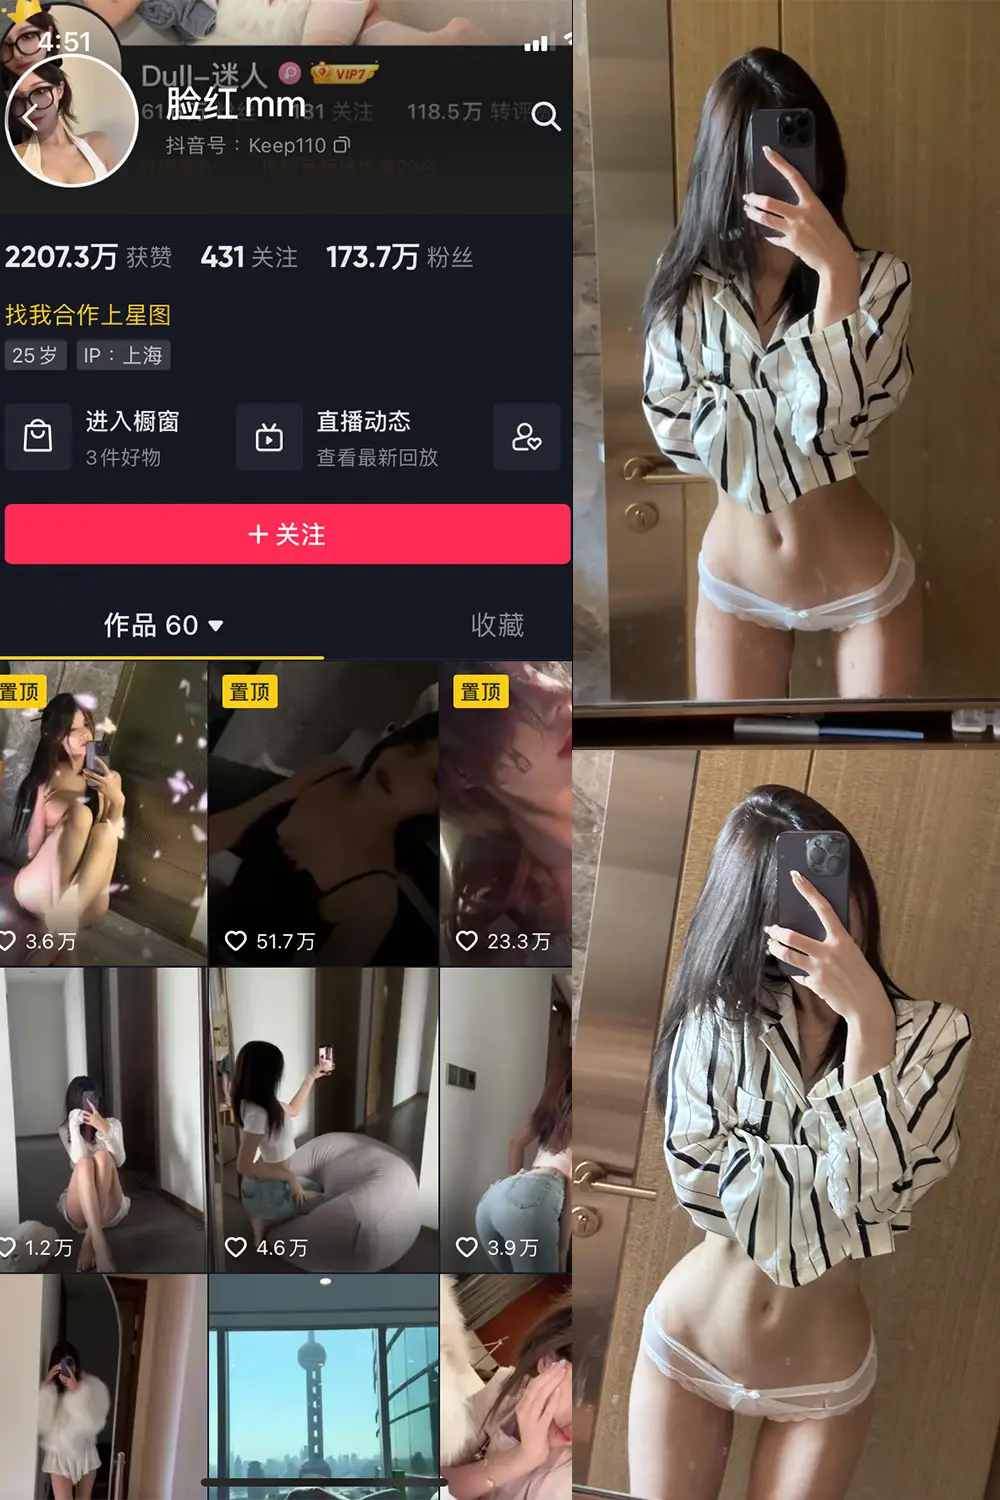 4:51
Dull-迷人 VIP7
脸红mm
118.5万 转评
抖音号：Keep110
2207.3万 获赞 431 关注 173.7万 粉丝
找我合作上星图
25岁 IP：上海
进入橱窗 直播动态
3件好物 查看最新回放
+ 关注
作品 60 收藏
置顶 置顶 置顶
3.6万 51.7万 23.3万
1.2万 4.6万 3.9万